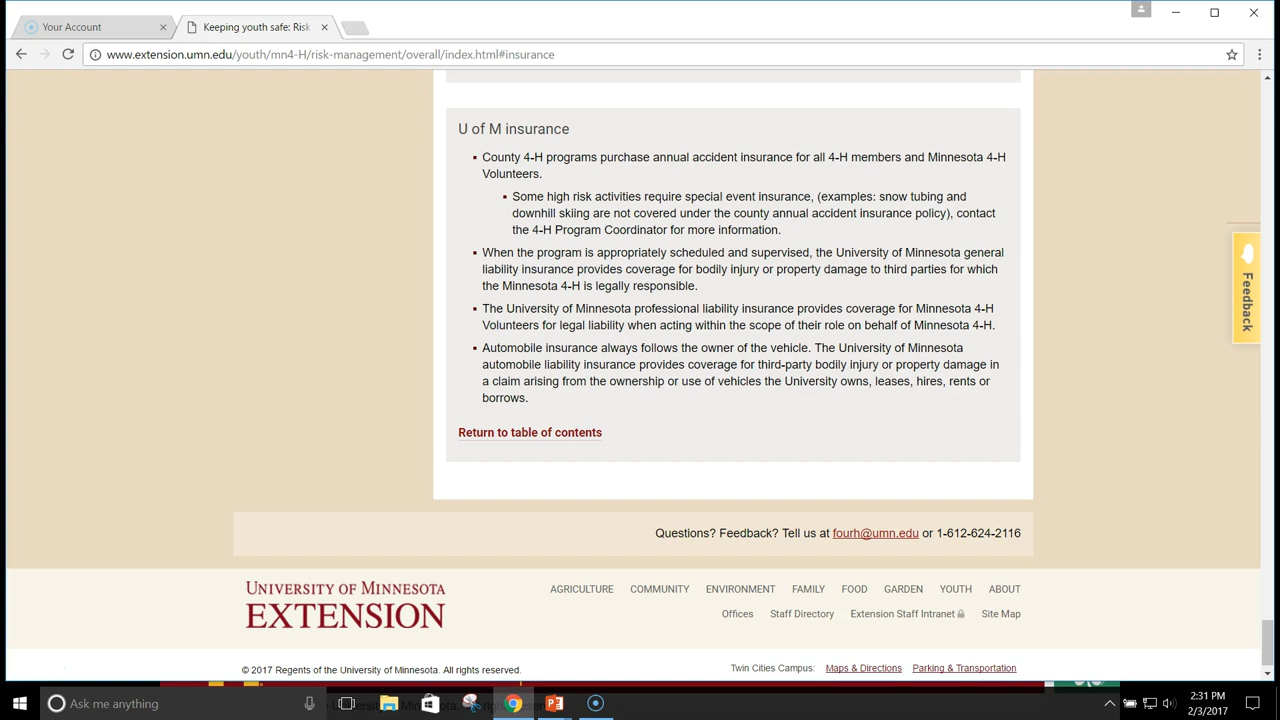 Your Account
Keeping youth safe: Risk
www.extension.umn.edu/youth/mn4-H/risk-management/overall/index.html#insurance
U of M insurance
County 4-H programs purchase annual accident insurance for all 4-H members and Minnesota 4-H
Volunteers.
Some high risk activities require special event insurance, (examples: snow tubing and
downhill skiing are not covered under the county annual accident insurance policy), contact
the 4-H Program Coordinator for more information.
When the program is appropriately scheduled and supervised, the University of Minnesota general
liability insurance provides coverage for bodily injury or property damage to third parties for which
the Minnesota 4-H is legally responsible.
The University of Minnesota professional liability insurance provides coverage for Minnesota 4-H
Volunteers for legal liability when acting within the scope of their role on behalf of Minnesota 4-H.
Automobile insurance always follows the owner of the vehicle. The University of Minnesota
automobile liability insurance provides coverage for third-party bodily injury or property damage in
a claim arising from the ownership or use of vehicles the University owns, leases, hires, rents or
borrows.
Return to table of contents
Feedback
Questions? Feedback? Tell us at fourh@umn.edu or 1-612-624-2116
UNIVERSITY OF MINNESOTA
EXTENSION
AGRICULTURE COMMUNITY ENVIRONMENT FAMILY FOOD GARDEN YOUTH ABOUT
Offices Staff Directory Extension Staff Intranet Site Map
© 2017 Regents of the University of Minnesota. All rights reserved.
Twin Cities Campus: Maps & Directions Parking & Transportation
Ask me anything
2:31 PM
2/3/2017